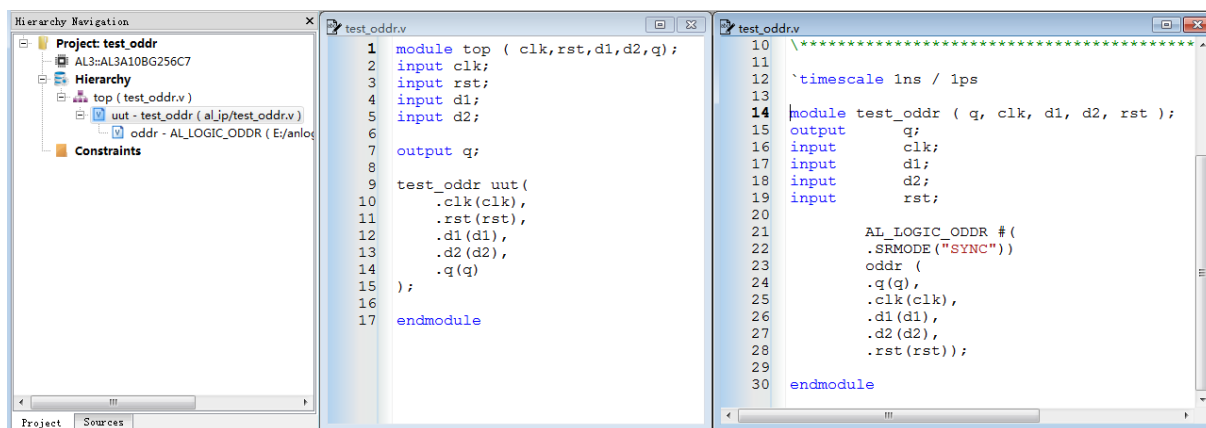 Hierarchy Navigation
Project: test_oddr
AL3::AL3A10BG256C7
Hierarchy
top ( test_oddr.v )
uut - test_oddr ( al_ip/test_oddr.v )
oddr - AL_LOGIC_ODDR ( E:/anlog
Constraints
Project Sources
test_oddr.v
1 module top ( clk,rst,d1,d2,q);
2 input clk;
3 input rst;
4 input d1;
5 input d2;
6
7 output q;
8
9 test_oddr uut(
10 .clk(clk),
11 .rst(rst),
12 .d1(d1),
13 .d2(d2),
14 .q(q)
15 );
16
17 endmodule
test_oddr.v
10 \******************************************
11
12 `timescale 1ns / 1ps
13
14 module test_oddr ( q, clk, d1, d2, rst );
15 output q;
16 input clk;
17 input d1;
18 input d2;
19 input rst;
20
21 AL_LOGIC_ODDR #(
22 .SRMODE("SYNC"))
23 oddr (
24 .q(q),
25 .clk(clk),
26 .d1(d1),
27 .d2(d2),
28 .rst(rst));
29
30 endmodule